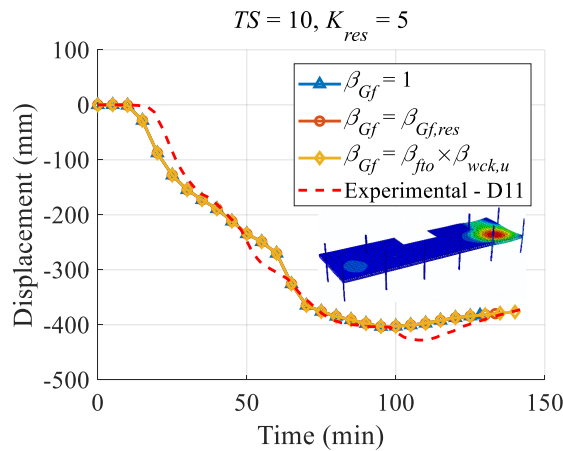 TS = 10, K_res = 5
100
0
-100
-200
-300
-400
-500
Displacement (mm)
β_Gf = 1
β_Gf = β_Gf,res
β_Gf = β_fto × β_wck,u
Experimental - D11
0
50
100
150
Time (min)